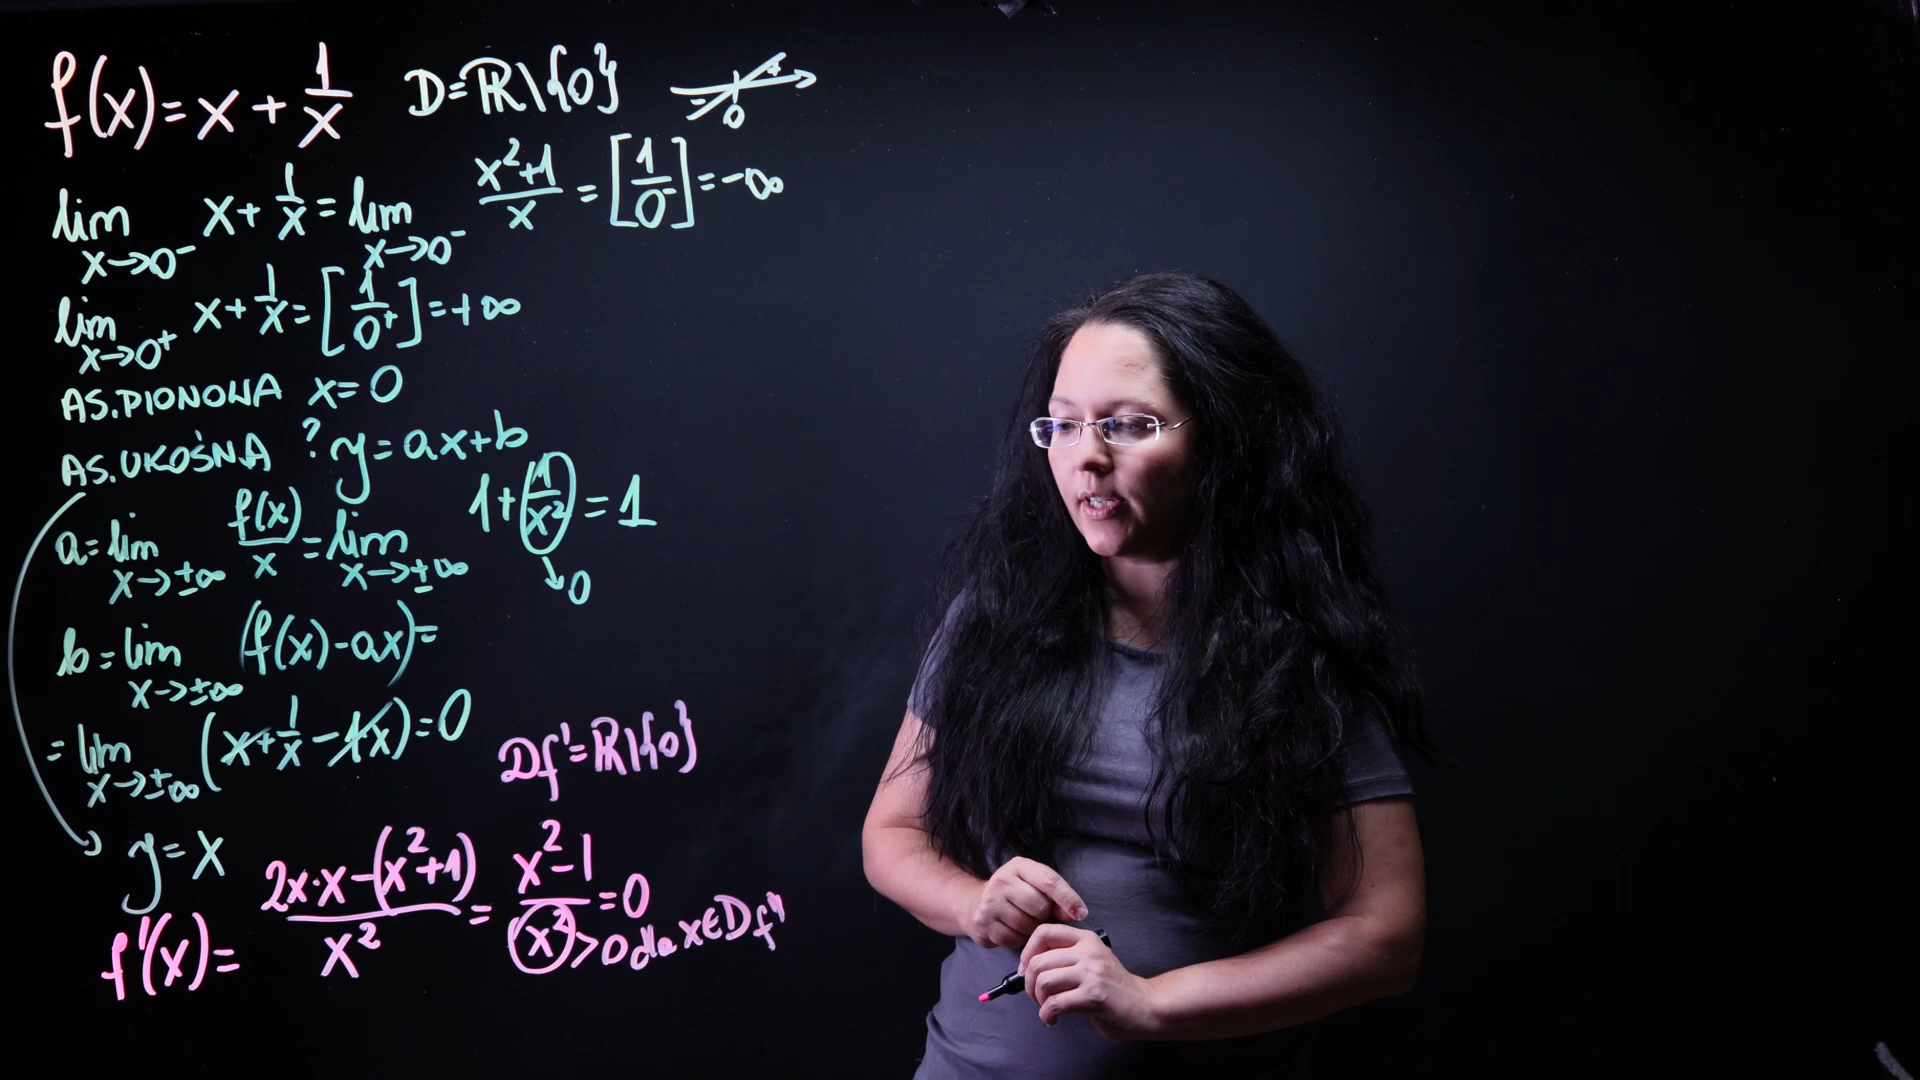 f(x)=x+1/x D=ℝ\{0} - + 0
lim x→0⁻ x+1/x = lim x→0⁻ (x²+1)/x = [1/0⁻] = -∞
lim x→0⁺ x+1/x = [1/0⁺] = +∞
AS. PIONOWA x=0
AS. UKOŚNA ? y=ax+b
a = lim x→±∞ f(x)/x = lim x→±∞ 1+1/x² = 1
→0
b = lim x→±∞ (f(x)-ax)=
= lim x→±∞ (x+1/x-1x)=0
Df'=ℝ\{0}
y=x
f'(x)= (2x·x-(x²+1))/x² = (x²-1)/x² = 0
x²>0 dla x∈Df'